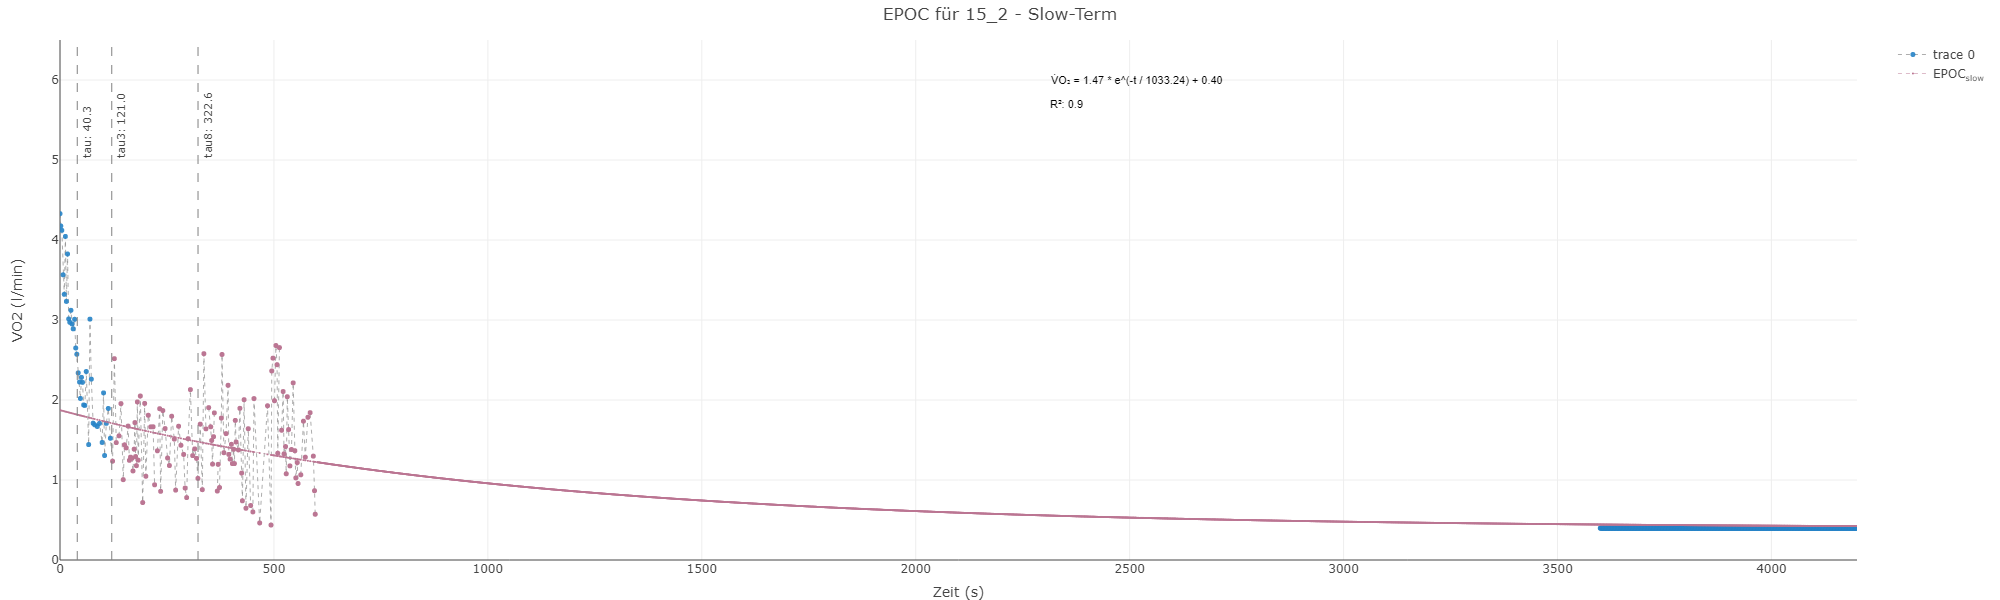 EPOC für 15_2 - Slow-Term
trace 0
EPOCslow
V̇O₂ = 1.47 * e^(-t / 1033.24) + 0.40
R²: 0.9
tau: 40.3
tau3: 121.0
tau8: 322.6
VO2 (l/min)
6
5
4
3
2
1
0
0 500 1000 1500 2000 2500 3000 3500 4000
Zeit (s)